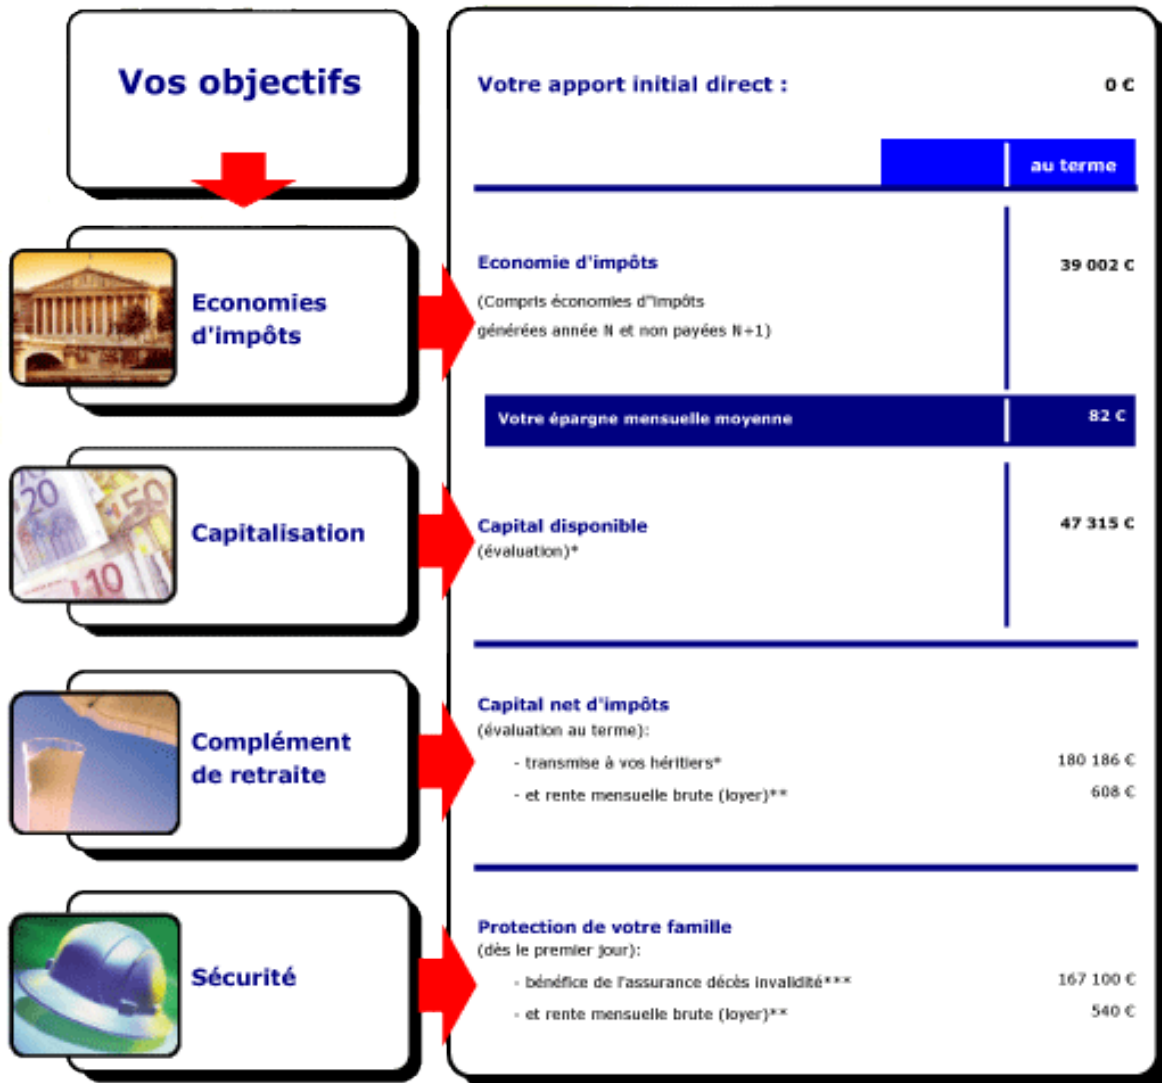 Vos objectifs
Votre apport initial direct : 0 €
au terme
Economies
d'impôts
Economie d'impôts 39 002 €
(Compris économies d"impôts
générées année N et non payées N+1)
Votre épargne mensuelle moyenne 82 €
Capitalisation
Capital disponible 47 315 €
(évaluation)*
20
50
10
Complément
de retraite
Capital net d'impôts
(évaluation au terme):
- transmise à vos héritiers* 180 186 €
- et rente mensuelle brute (loyer)** 608 €
Sécurité
Protection de votre famille
(dès le premier jour):
- bénéfice de l'assurance décès invalidité*** 167 100 €
- et rente mensuelle brute (loyer)** 540 €